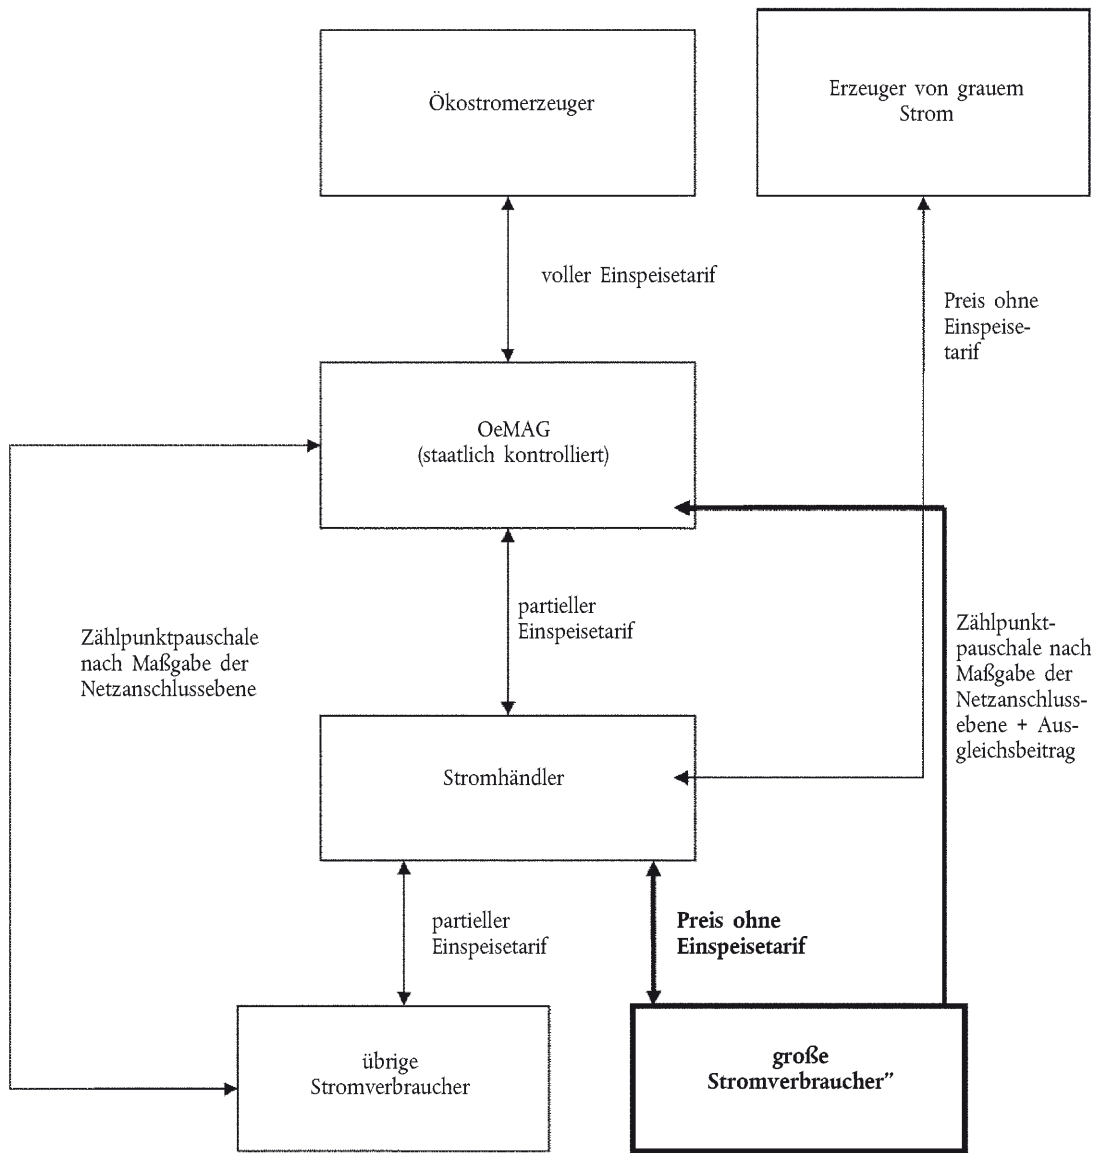 Ökostromerzeuger
Erzeuger von grauem
Strom
voller Einspeisetarif
Preis ohne
Einspeise-
tarif
OeMAG
(staatlich kontrolliert)
partieller
Einspeisetarif
Zählpunktpauschale
nach Maßgabe der
Netzanschlussebene
Zählpunkt-
pauschale nach
Maßgabe der
Netzanschluss-
ebene + Aus-
gleichsbeitrag
Stromhändler
partieller
Einspeisetarif
Preis ohne
Einspeisetarif
übrige
Stromverbraucher
große
Stromverbraucher”